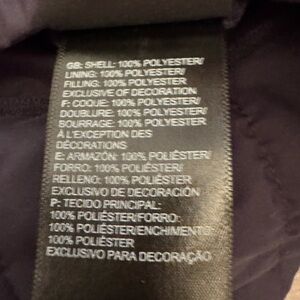 GB: SHELL: 100% POLYESTER/
LINING: 100% POLYESTER/
FILLING: 100% POLYESTER
EXCLUSIVE OF DECORATION
F: COQUE: 100% POLYESTER/
DOUBLURE: 100% POLYESTER/
BOURRAGE: 100% POLYESTER
À L'EXCEPTION DES
DÉCORATIONS
E: ARMAZÓN: 100% POLIÉSTER/
FORRO: 100% POLIÉSTER/
RELLENO: 100% POLIÉSTER
EXCLUSIVO DE DECORACIÓN
P: TECIDO PRINCIPAL:
100% POLIÉSTER/FORRO:
100% POLIÉSTER/ENCHIMENTO:
100% POLIÉSTER
EXCLUSIVO PARA DECORAÇÃO